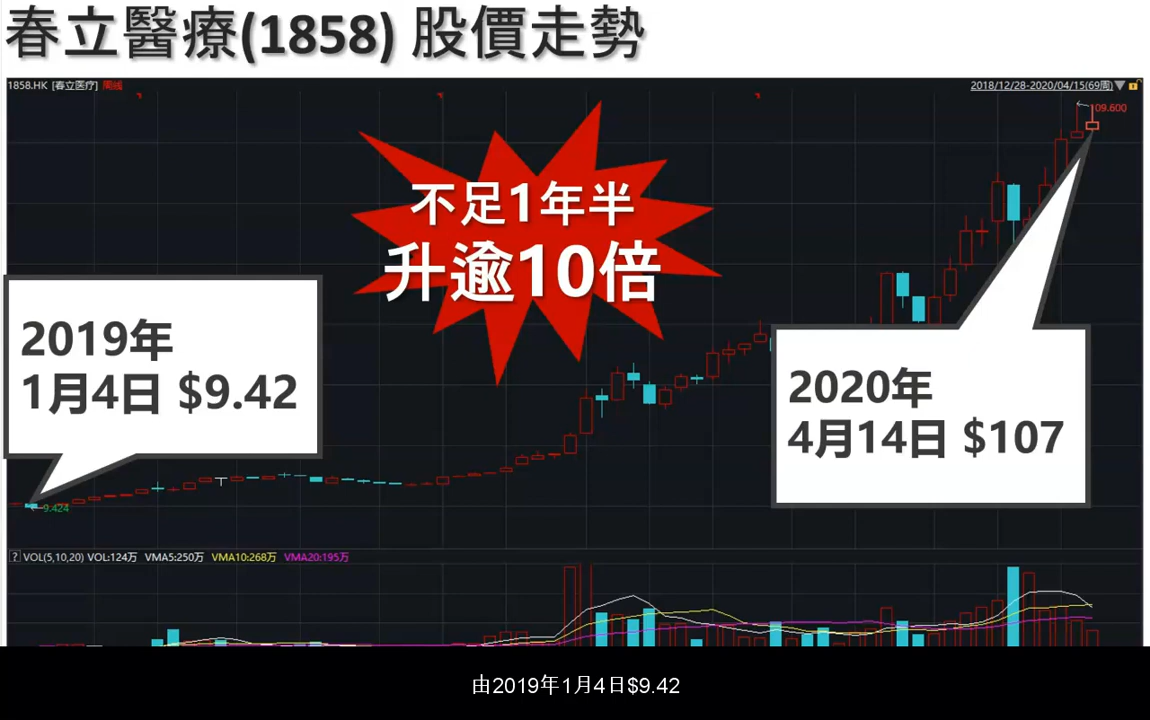 春立醫療(1858) 股價走勢
1858.HK [春立医疗] 周线
2018/12/28-2020/04/15(69周)
09.600
不足1年半
升逾10倍
2019年
1月4日 $9.42
2020年
4月14日 $107
9.424
? VOL(5,10,20) VOL:124万 VMA5:250万 VMA10:268万 VMA20:195万
由2019年1月4日$9.42